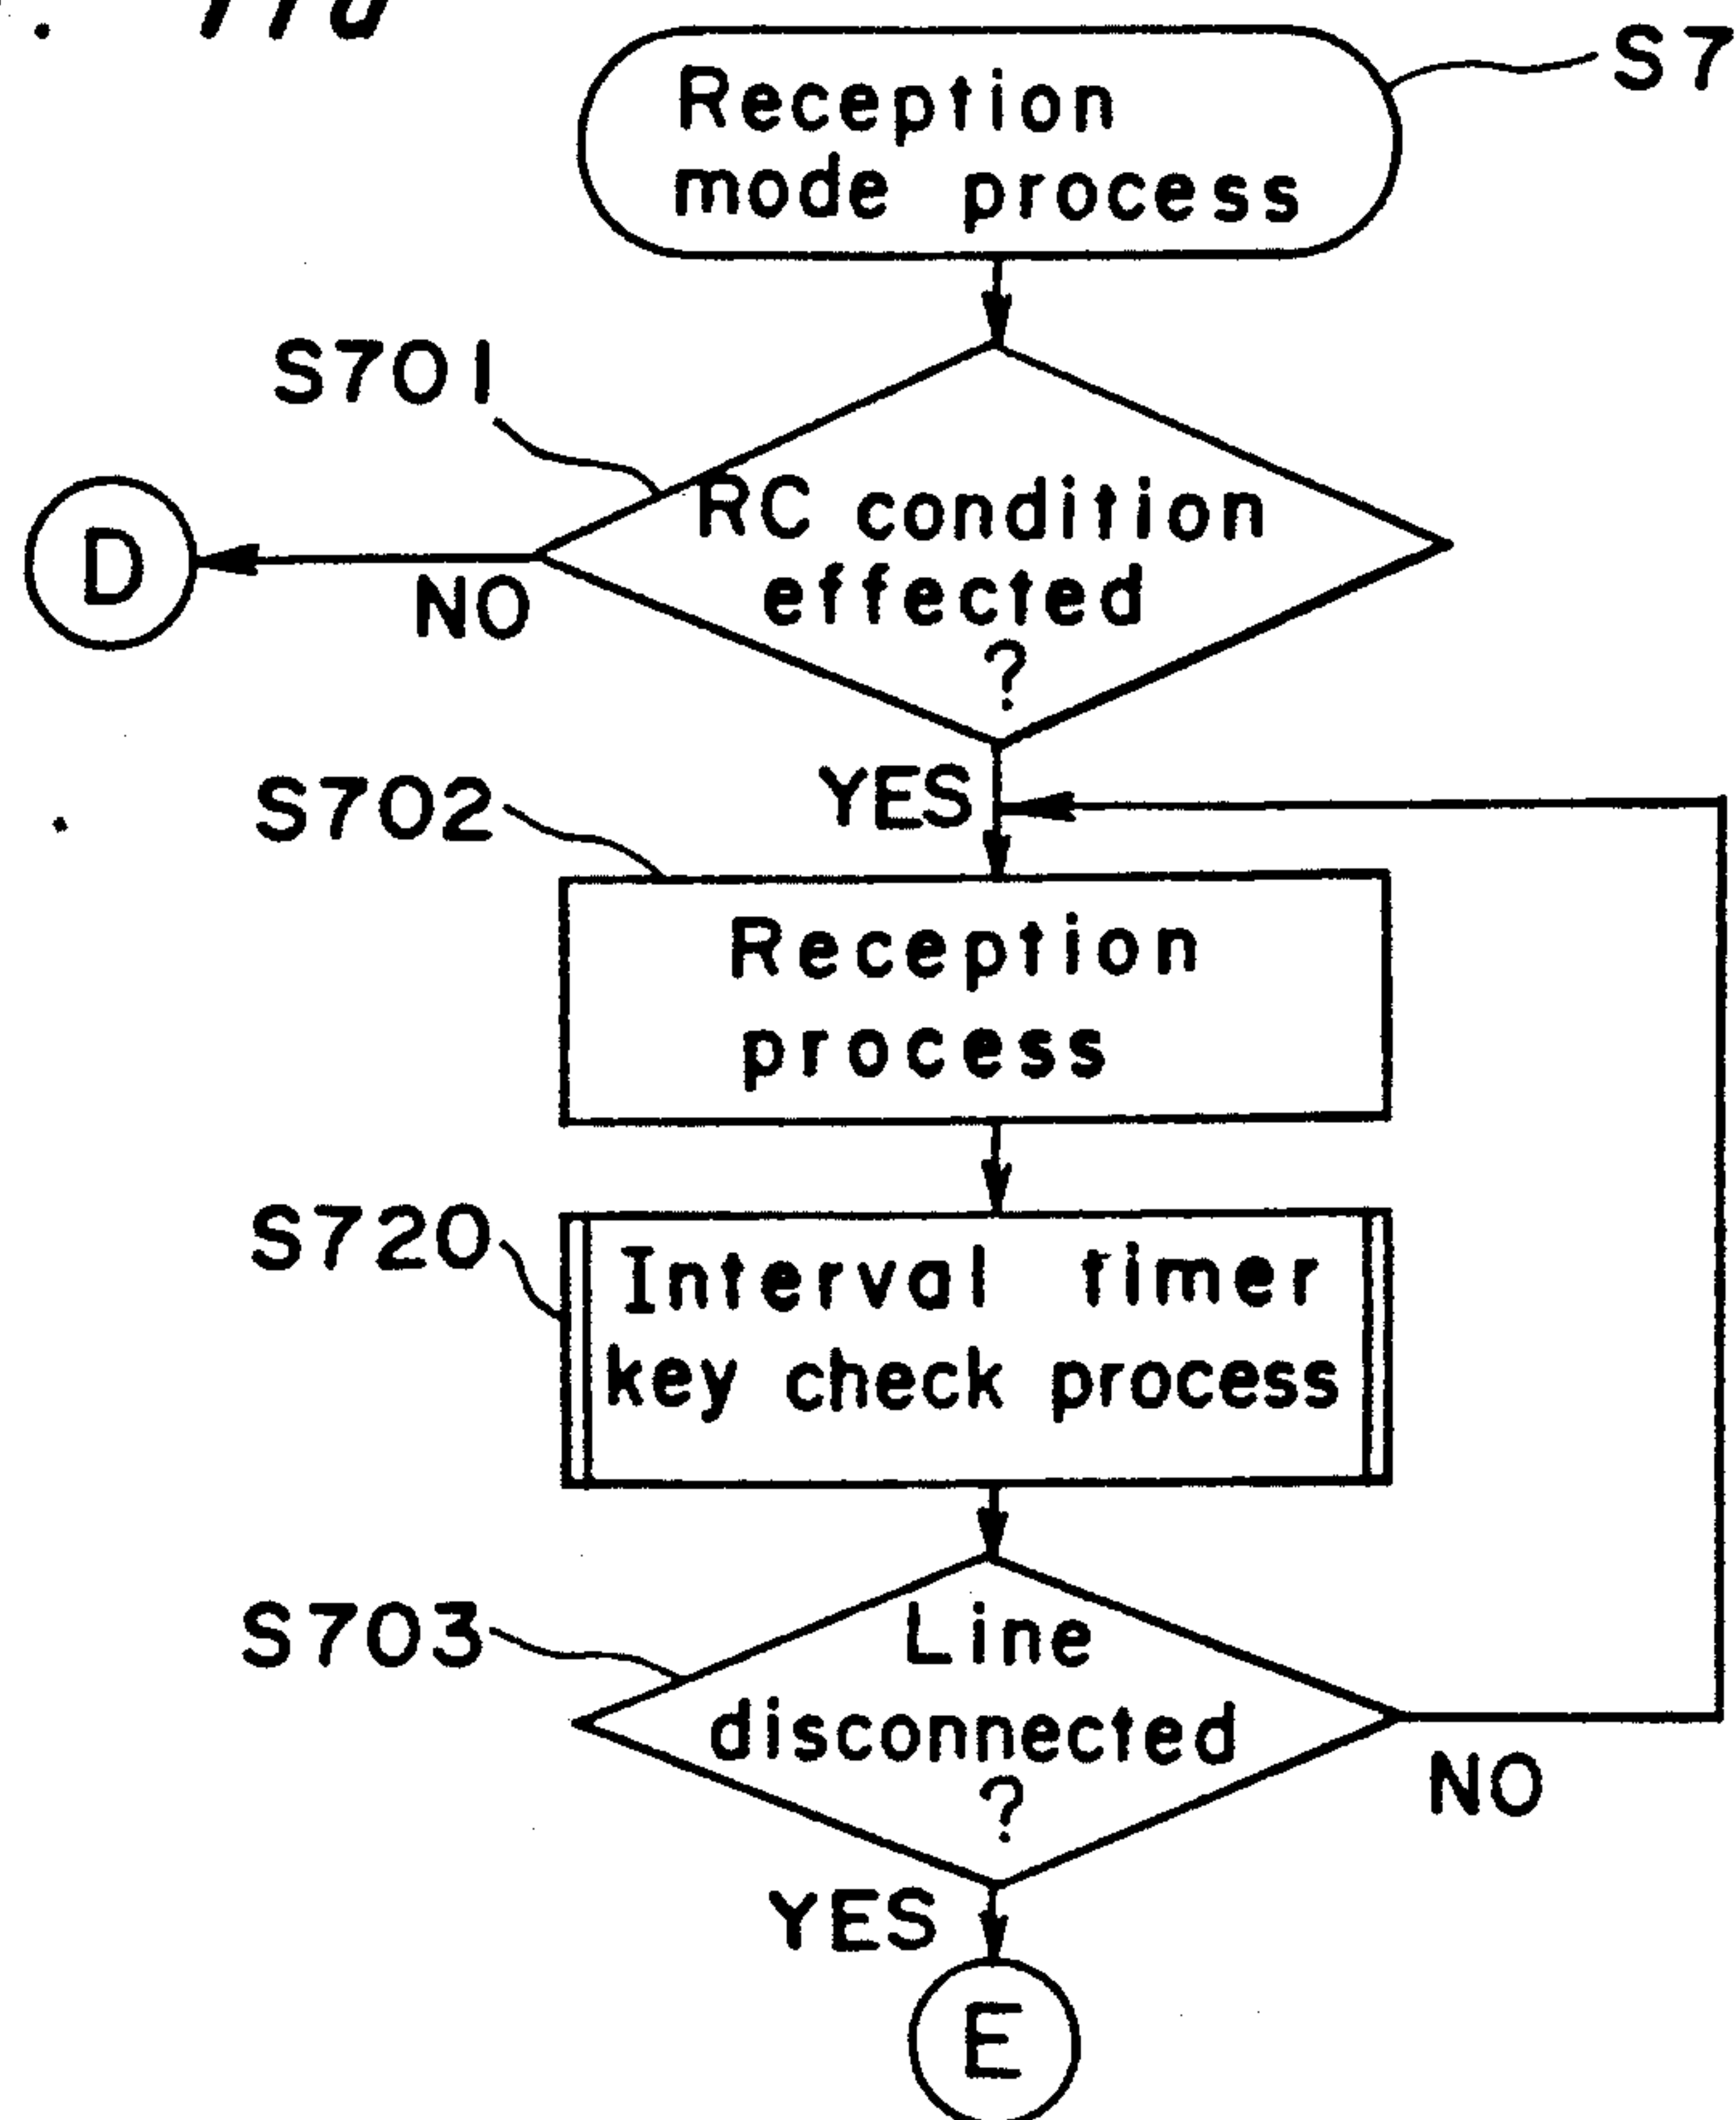 Reception
mode process
S7
S701
RC condition
effected
?
D
NO
YES
S702
Reception
process
S720
Interval timer
key check process
S703
Line
disconnected
?
NO
YES
E